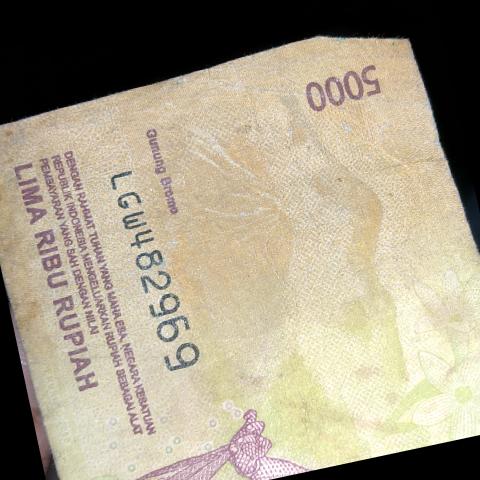 5000
Gunung Bromo
LGW482969
DENGAN RAHMAT TUHAN YANG MAHA ESA, NEGARA KESATUAN
REPUBLIK INDONESIA MENGELUARKAN RUPIAH SEBAGAI ALAT
PEMBAYARAN YANG SAH DENGAN NILAI
LIMA RIBU RUPIAH